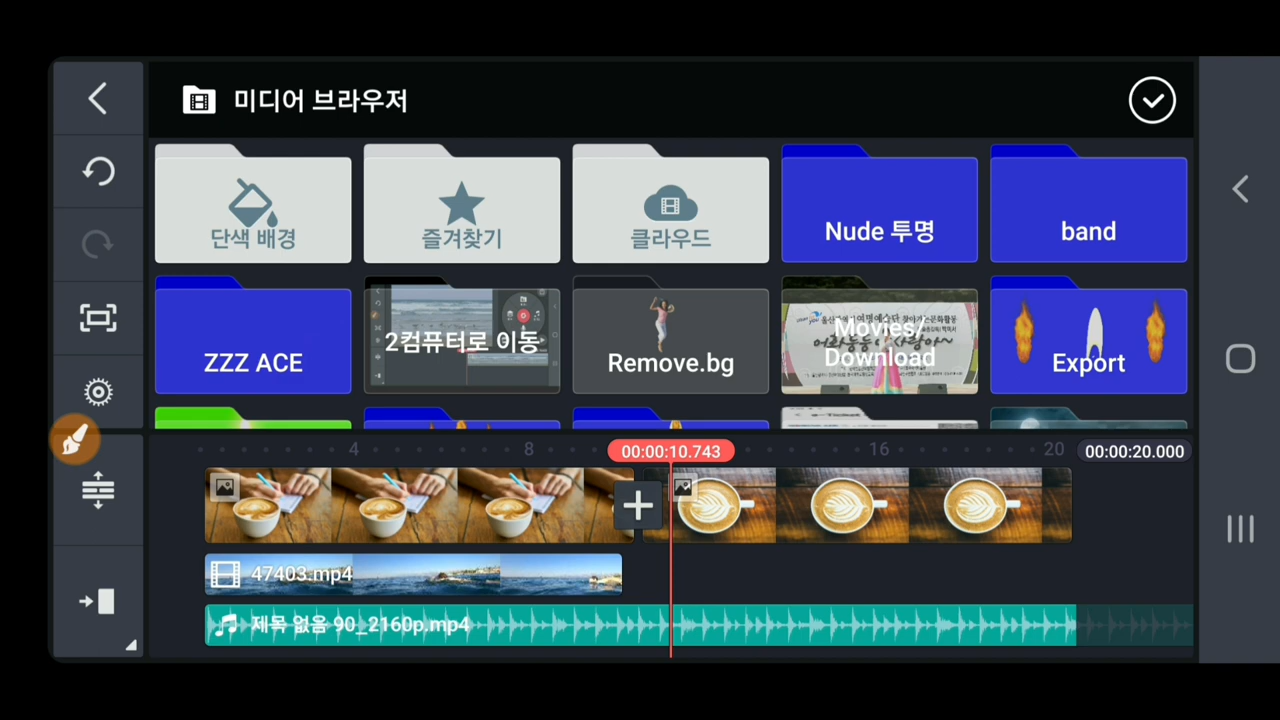 미디어 브라우저
단색 배경
즐겨찾기
클라우드
Nude 투명
band
ZZZ ACE
2컴퓨터로 이동
Remove.bg
Movies/
Download
Export
4
8
00:00:10.743
16
20
00:00:20.000
47403.mp4
제목 없음 90_2160p.mp4